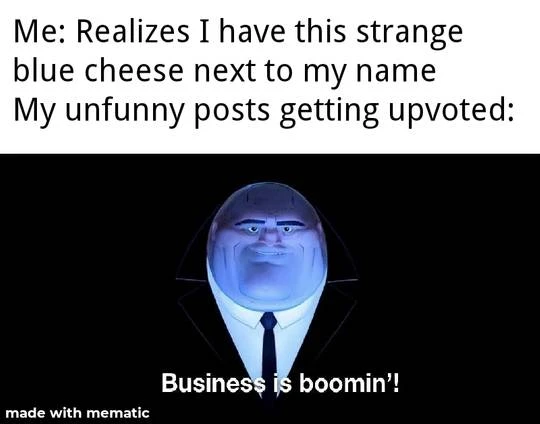 Me: Realizes I have this strange
blue cheese next to my name
My unfunny posts getting upvoted:
Business is boomin'!
made with mematic